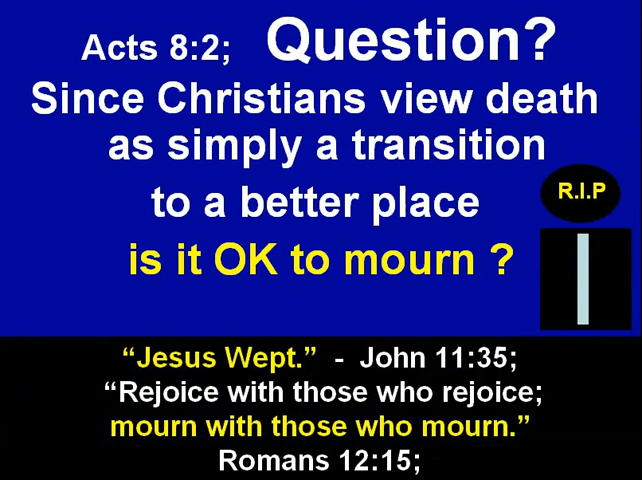 Acts 8:2; Question?
Since Christians view death
as simply a transition
to a better place
R.I.P
is it OK to mourn ?
“Jesus Wept.” - John 11:35;
“Rejoice with those who rejoice;
mourn with those who mourn.”
Romans 12:15;